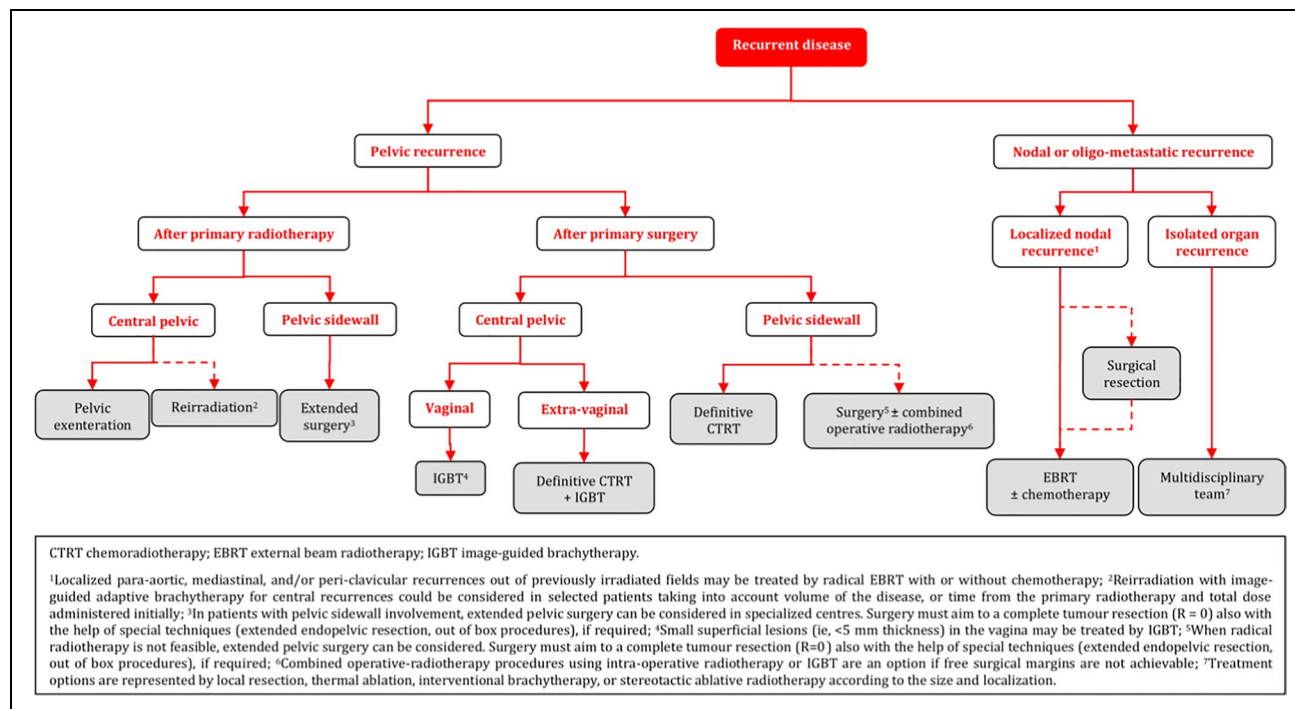 Recurrent disease
Pelvic recurrence
Nodal or oligo-metastatic recurrence
After primary radiotherapy
After primary surgery
Localized nodal
recurrence¹
Isolated organ
recurrence
Central pelvic
Pelvic sidewall
Central pelvic
Pelvic sidewall
Surgical
resection
Pelvic
exenteration
Reirradiation²
Extended
surgery³
Vaginal
Extra-vaginal
Definitive
CTRT
Surgery⁵ ± combined
operative radiotherapy⁶
IGBT⁴
Definitive CTRT
+ IGBT
EBRT
± chemotherapy
Multidisciplinary
team⁷
CTRT chemoradiotherapy; EBRT external beam radiotherapy; IGBT image-guided brachytherapy.
¹Localized para-aortic, mediastinal, and/or peri-clavicular recurrences out of previously irradiated fields may be treated by radical EBRT with or without chemotherapy; ²Reirradiation with image-
guided adaptive brachytherapy for central recurrences could be considered in selected patients taking into account volume of the disease, or time from the primary radiotherapy and total dose
administered initially; ³In patients with pelvic sidewall involvement, extended pelvic surgery can be considered in specialized centres. Surgery must aim to a complete tumour resection (R = 0) also with
the help of special techniques (extended endopelvic resection, out of box procedures), if required; ⁴Small superficial lesions (ie, <5 mm thickness) in the vagina may be treated by IGBT; ⁵When radical
radiotherapy is not feasible, extended pelvic surgery can be considered. Surgery must aim to a complete tumour resection (R=0) also with the help of special techniques (extended endopelvic resection,
out of box procedures), if required; ⁶Combined operative-radiotherapy procedures using intra-operative radiotherapy or IGBT are an option if free surgical margins are not achievable; ⁷Treatment
options are represented by local resection, thermal ablation, interventional brachytherapy, or stereotactic ablative radiotherapy according to the size and localization.